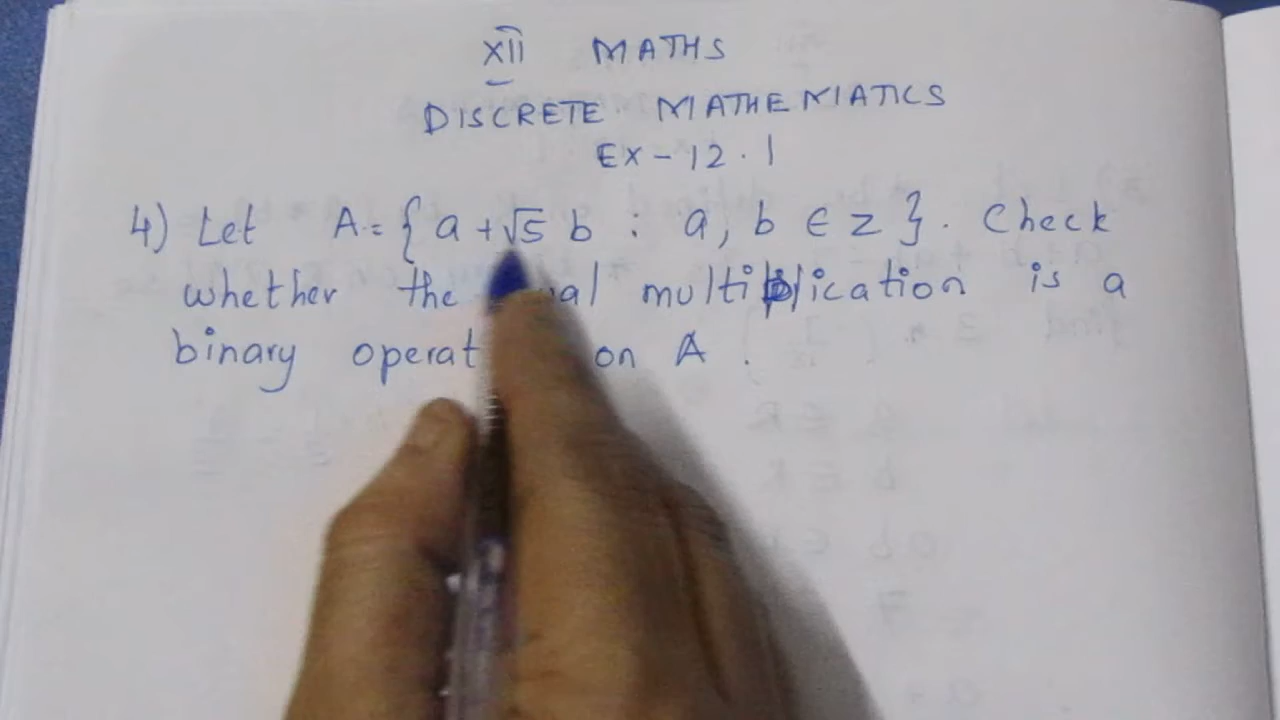 XII MATHS
DISCRETE MATHEMATICS
EX - 12.1
4) Let A = { a + √5 b : a, b ∈ z }. Check
whether the multiplication is a
binary on A.